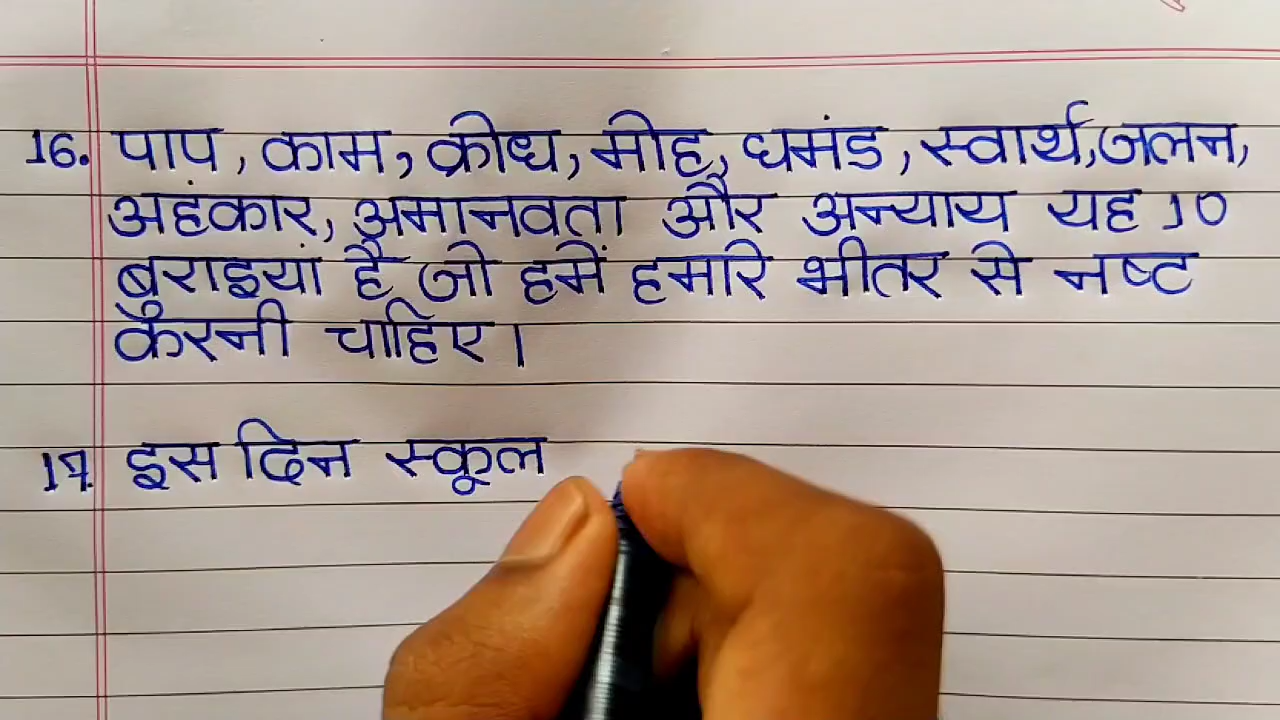 16. पाप, काम, क्रोध, मोह, घमंड, स्वार्थ, जलन,
अहंकार, अमानवता और अन्याय यह 10
बुराइयां है जो हमें हमारे भीतर से नष्ट
करनी चाहिए।
17. इस दिन स्कूल